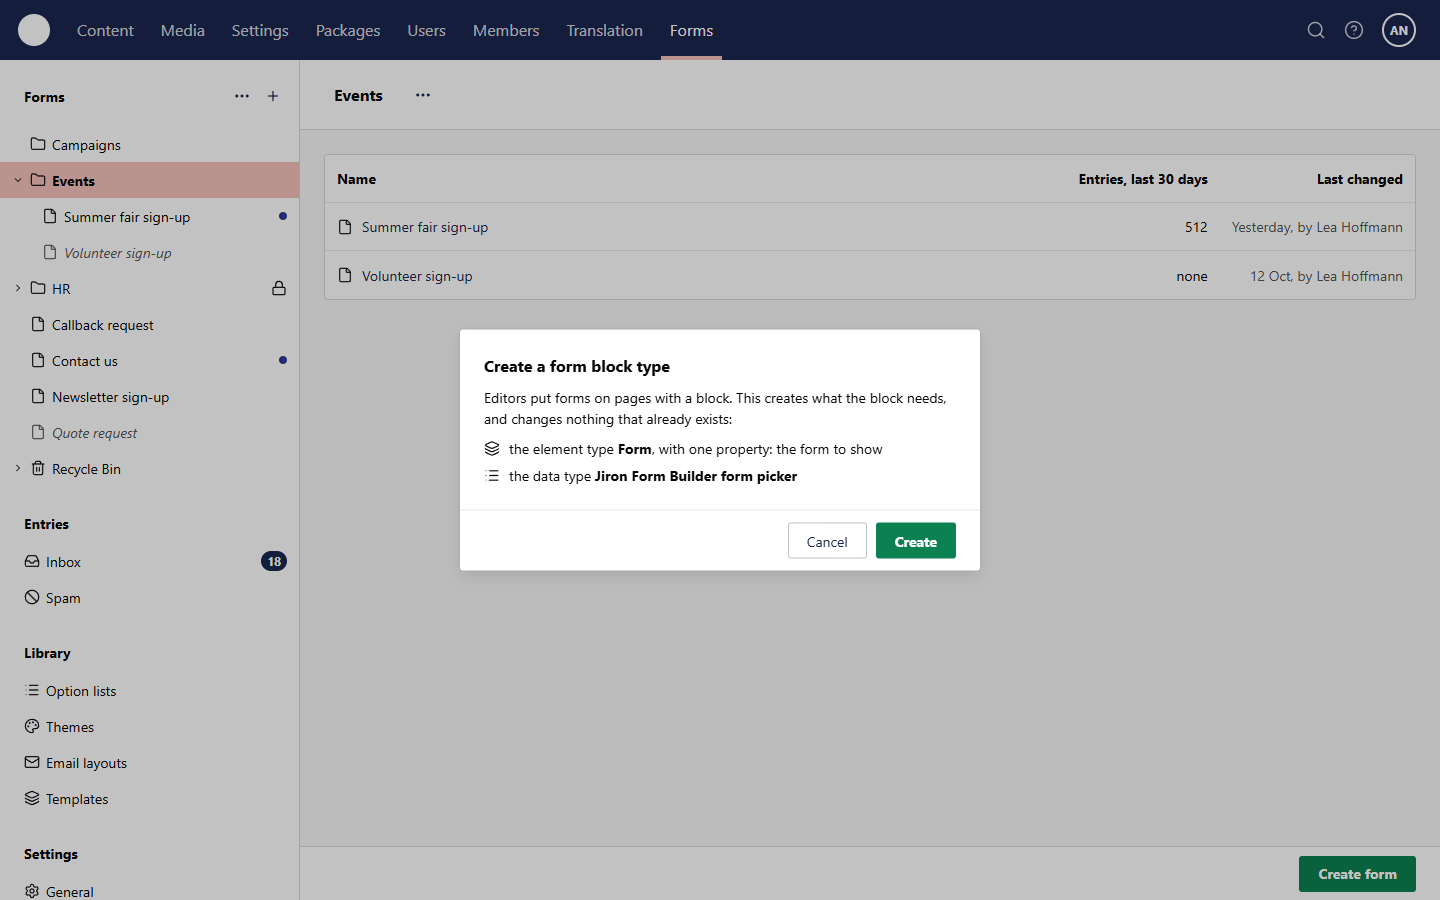 Content Media Settings Packages Users Members Translation Forms AN
Forms
Campaigns
Events
Summer fair sign-up
Volunteer sign-up
HR
Callback request
Contact us
Newsletter sign-up
Quote request
Recycle Bin
Entries
Inbox 18
Spam
Library
Option lists
Themes
Email layouts
Templates
Settings
General
Events
Name Entries, last 30 days Last changed
Summer fair sign-up 512 Yesterday, by Lea Hoffmann
Volunteer sign-up none 12 Oct, by Lea Hoffmann
Create a form block type
Editors put forms on pages with a block. This creates what the block needs,
and changes nothing that already exists:
the element type Form, with one property: the form to show
the data type Jiron Form Builder form picker
Cancel Create
Create form